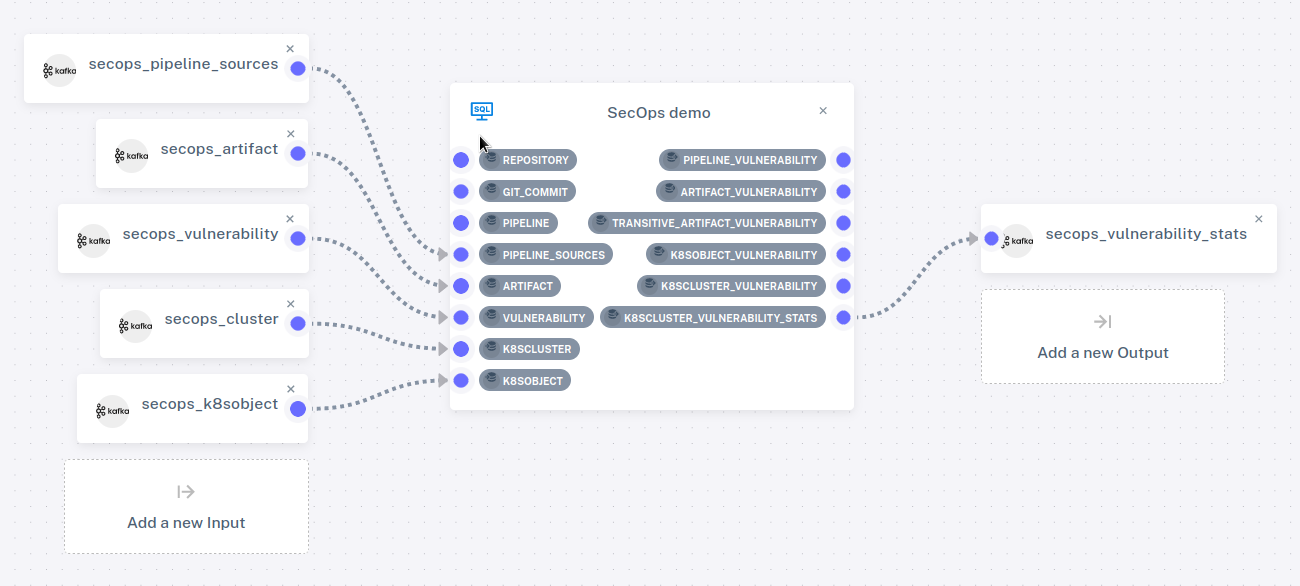 secops_pipeline_sources
kafka
secops_artifact
kafka
secops_vulnerability
kafka
secops_cluster
kafka
secops_k8sobject
kafka
Add a new Input
SQL
SecOps demo
REPOSITORY
GIT_COMMIT
PIPELINE
PIPELINE_SOURCES
ARTIFACT
VULNERABILITY
K8SCLUSTER
K8SOBJECT
PIPELINE_VULNERABILITY
ARTIFACT_VULNERABILITY
TRANSITIVE_ARTIFACT_VULNERABILITY
K8SOBJECT_VULNERABILITY
K8SCLUSTER_VULNERABILITY
K8SCLUSTER_VULNERABILITY_STATS
secops_vulnerability_stats
kafka
Add a new Output